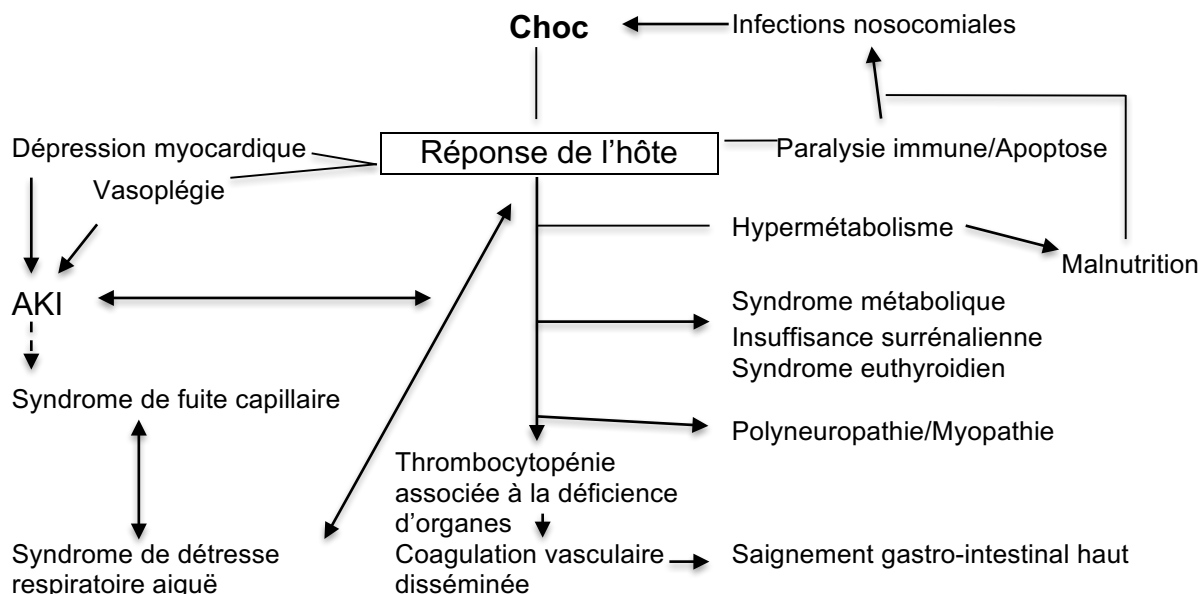 Choc
Infections nosocomiales
Dépression myocardique
Réponse de l'hôte
Paralysie immune/Apoptose
Vasoplégie
Hypermétabolisme
Malnutrition
AKI
Syndrome métabolique
Insuffisance surrénalienne
Syndrome euthyroidien
Syndrome de fuite capillaire
Polyneuropathie/Myopathie
Thrombocytopénie
associée à la déficience
d'organes
Syndrome de détresse
respiratoire aiguë
Coagulation vasculaire
disséminée
Saignement gastro-intestinal haut